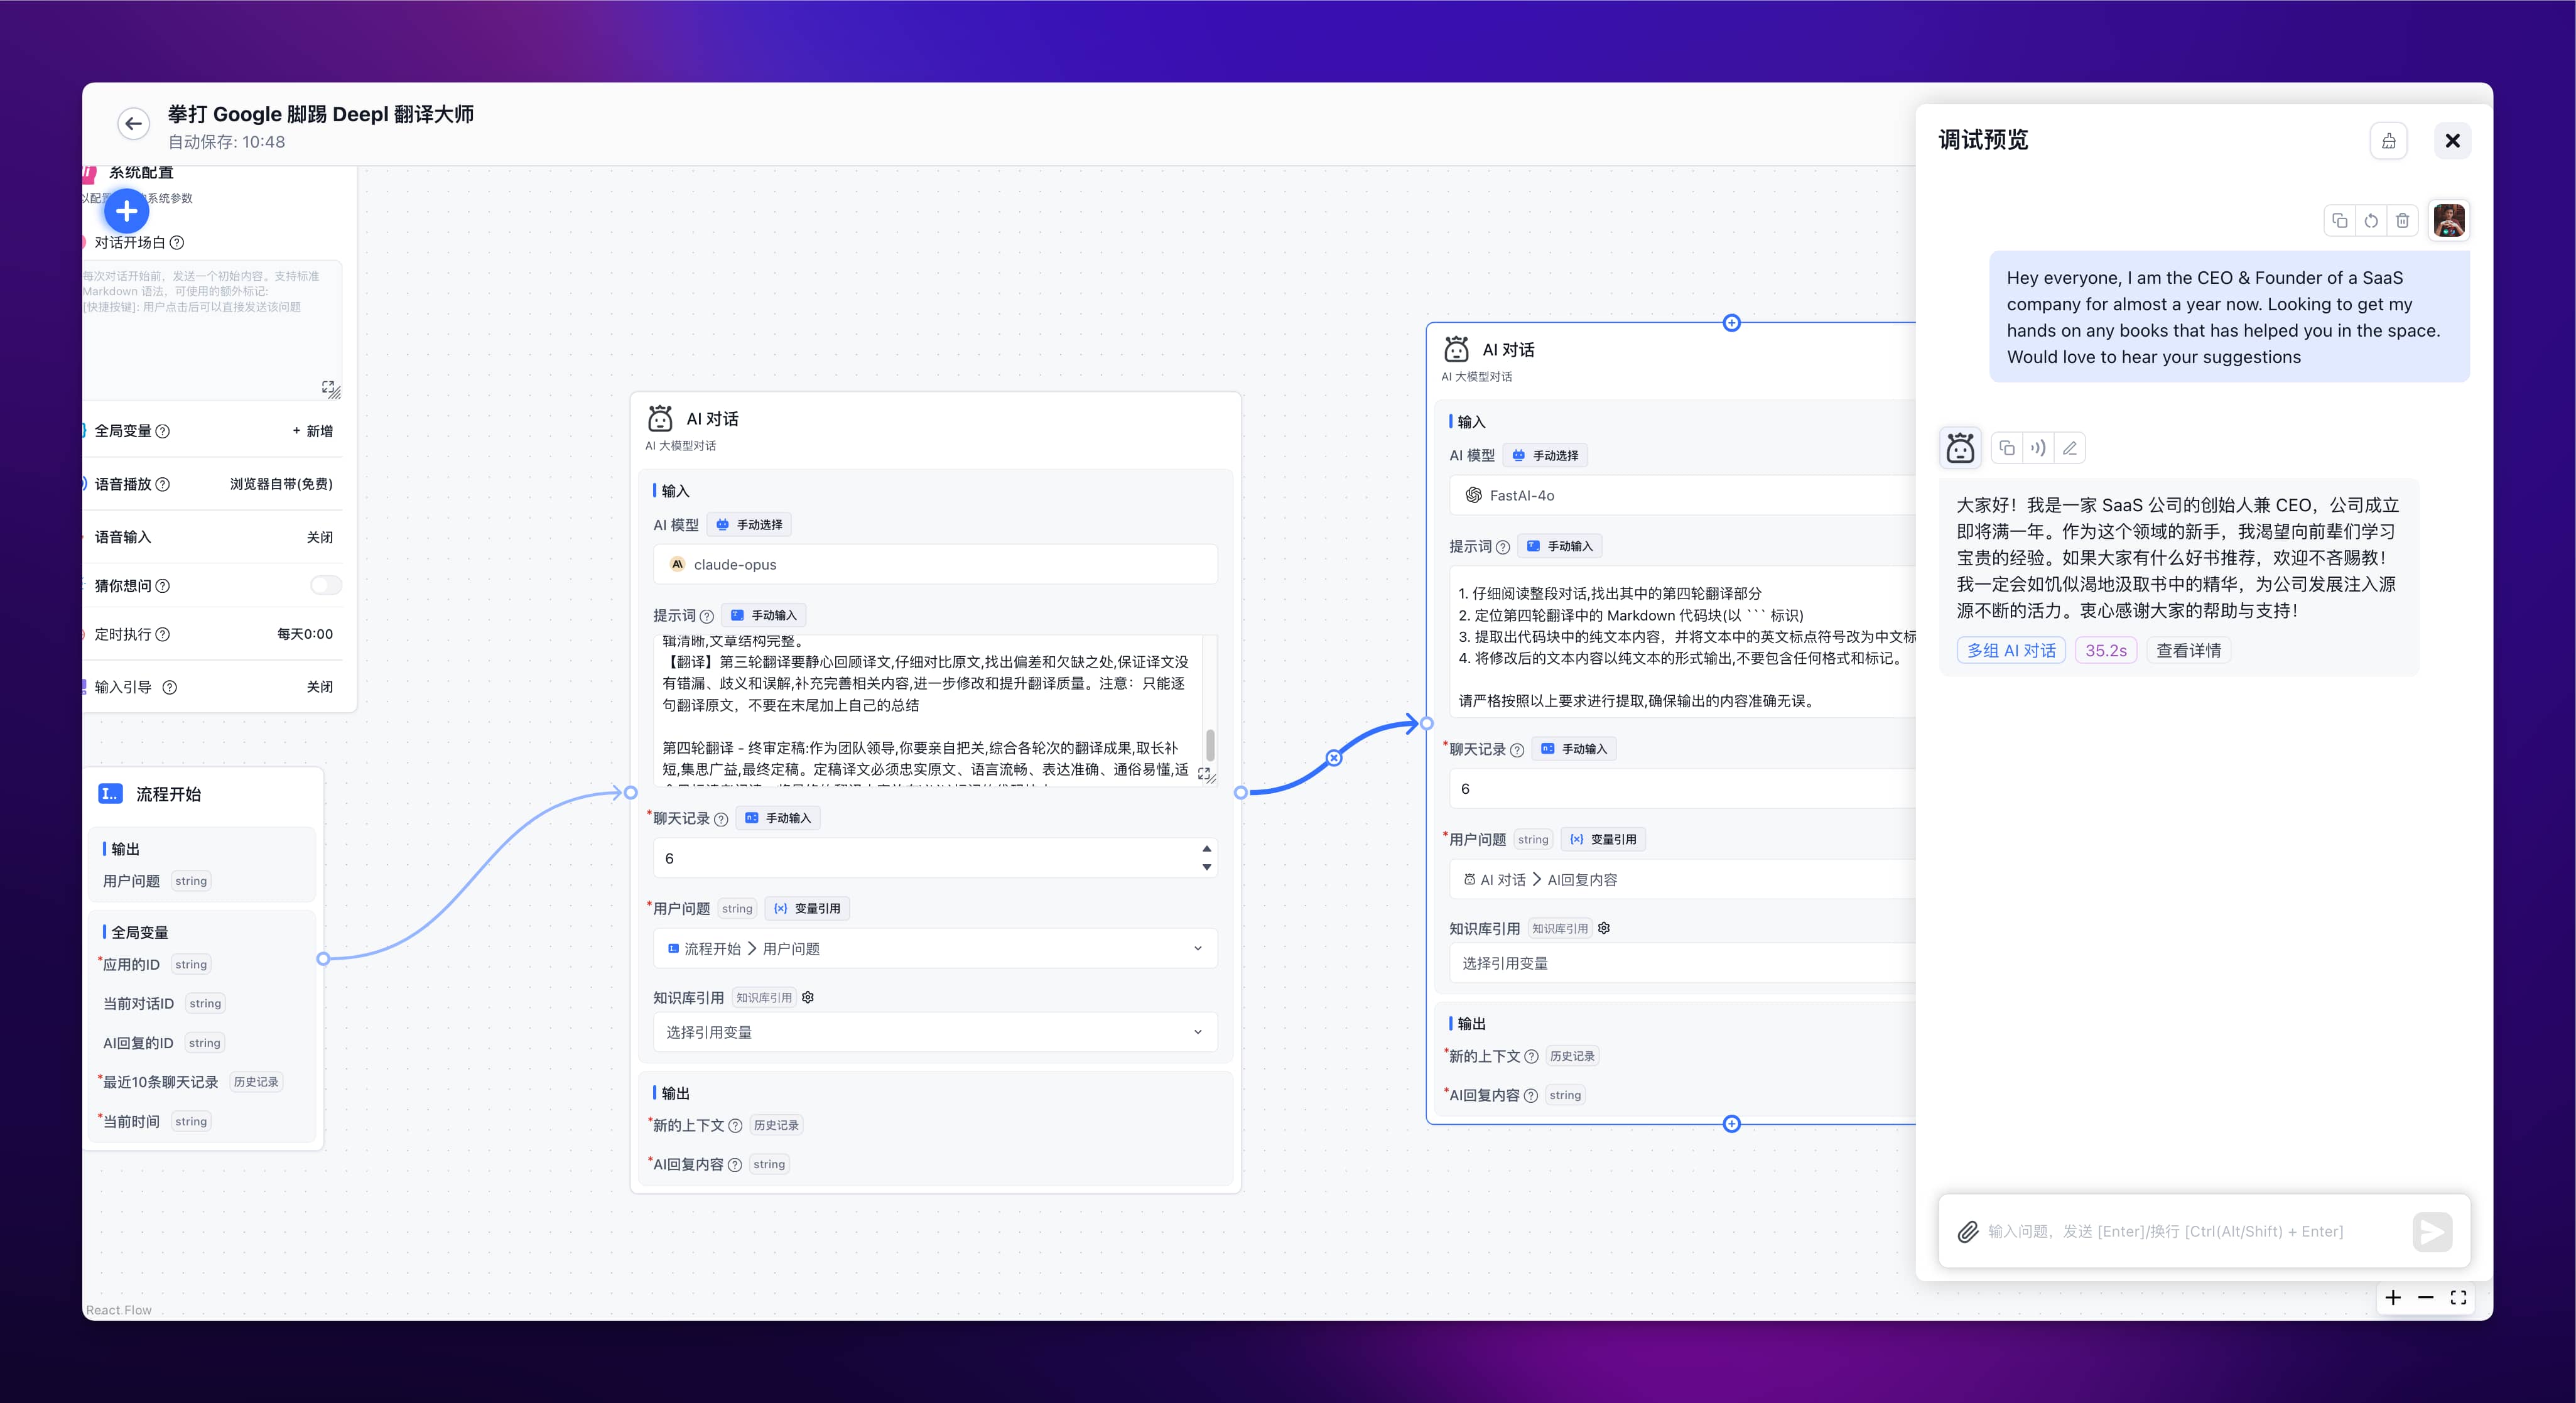 拳打 Google 脚踢 Deepl 翻译大师
自动保存: 10:48
系统配置
以配
系统参数
对话开场白
每次对话开始前，发送一个初始内容。支持标准
Markdown 语法，可使用的额外标记:
[快捷按键]: 用户点击后可以直接发送该问题
全局变量
+ 新增
语音播放
浏览器自带(免费)
语音输入
关闭
猜你想问
定时执行
每天0:00
输入引导
关闭
流程开始
输出
用户问题 string
全局变量
*应用的ID string
当前对话ID string
AI回复的ID string
*最近10条聊天记录 历史记录
*当前时间 string
React Flow
AI 对话
AI 大模型对话
输入
AI 模型 手动选择
claude-opus
提示词 手动输入
辑清晰,文章结构完整。
【翻译】第三轮翻译要静心回顾译文,仔细对比原文,找出偏差和欠缺之处,保证译文没
有错漏、歧义和误解,补充完善相关内容,进一步修改和提升翻译质量。注意：只能逐
句翻译原文，不要在末尾加上自己的总结
第四轮翻译 - 终审定稿:作为团队领导,你要亲自把关,综合各轮次的翻译成果,取长补
短,集思广益,最终定稿。定稿译文必须忠实原文、语言流畅、表达准确、通俗易懂,适
*聊天记录 手动输入
6
*用户问题 string 变量引用
流程开始 > 用户问题
知识库引用 知识库引用
选择引用变量
输出
*新的上下文 历史记录
*AI回复内容 string
AI 对话
AI 大模型对话
输入
AI 模型 手动选择
FastAI-4o
提示词 手动输入
1. 仔细阅读整段对话,找出其中的第四轮翻译部分
2. 定位第四轮翻译中的 Markdown 代码块(以 ``` 标识)
3. 提取出代码块中的纯文本内容，并将文本中的英文标点符号改为中文标
4. 将修改后的文本内容以纯文本的形式输出,不要包含任何格式和标记。
请严格按照以上要求进行提取,确保输出的内容准确无误。
*聊天记录 手动输入
6
*用户问题 string 变量引用
AI 对话 > AI回复内容
知识库引用 知识库引用
选择引用变量
输出
*新的上下文 历史记录
*AI回复内容 string
调试预览
Hey everyone, I am the CEO & Founder of a SaaS
company for almost a year now. Looking to get my
hands on any books that has helped you in the space.
Would love to hear your suggestions
大家好！我是一家 SaaS 公司的创始人兼 CEO，公司成立
即将满一年。作为这个领域的新手，我渴望向前辈们学习
宝贵的经验。如果大家有什么好书推荐，欢迎不吝赐教！
我一定会如饥似渴地汲取书中的精华，为公司发展注入源
源不断的活力。衷心感谢大家的帮助与支持！
多组 AI 对话 35.2s 查看详情
输入问题，发送 [Enter]/换行 [Ctrl(Alt/Shift) + Enter]